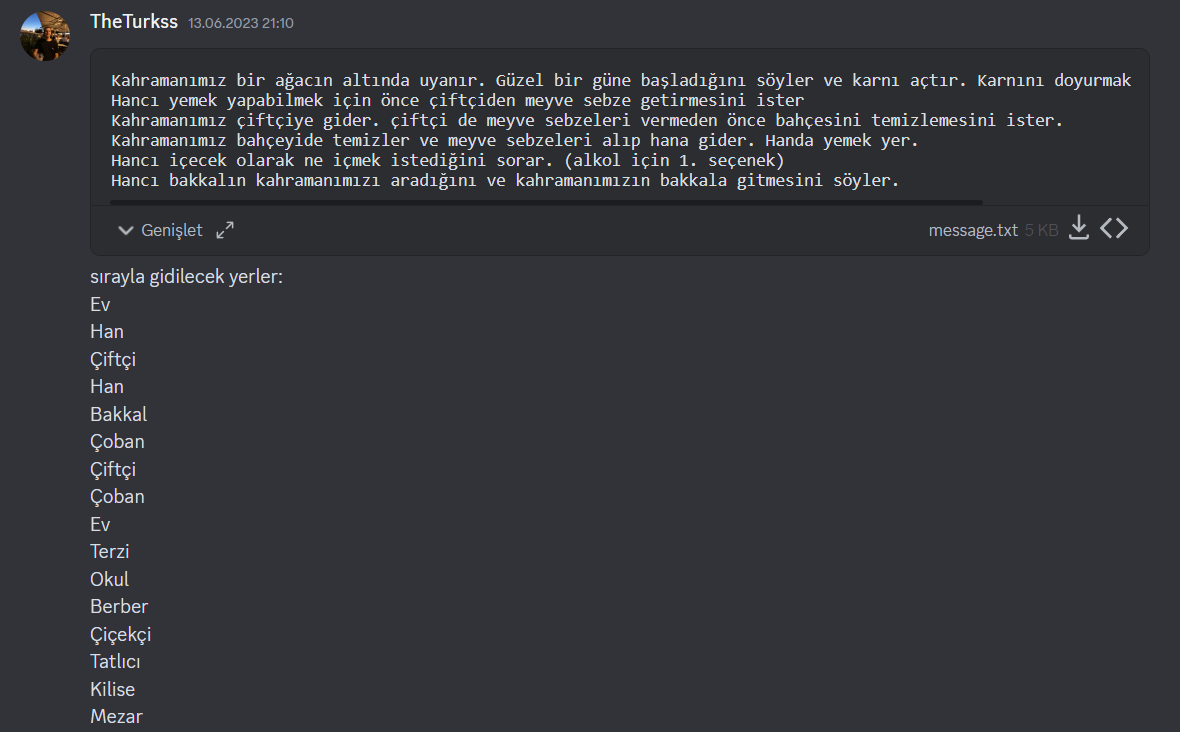 TheTurkss 13.06.2023 21:10
Kahramanımız bir ağacın altında uyanır. Güzel bir güne başladığını söyler ve karnı açtır. Karnını doyurmak
Hancı yemek yapabilmek için önce çiftçiden meyve sebze getirmesini ister
Kahramanımız çiftçiye gider. çiftçi de meyve sebzeleri vermeden önce bahçesini temizlemesini ister.
Kahramanımız bahçeyide temizler ve meyve sebzeleri alıp hana gider. Handa yemek yer.
Hancı içecek olarak ne içmek istediğini sorar. (alkol için 1. seçenek)
Hancı bakkalın kahramanımızı aradığını ve kahramanımızın bakkala gitmesini söyler.
Genişlet message.txt 5 KB
sırayla gidilecek yerler:
Ev
Han
Çiftçi
Han
Bakkal
Çoban
Çiftçi
Çoban
Ev
Terzi
Okul
Berber
Çiçekçi
Tatlıcı
Kilise
Mezar